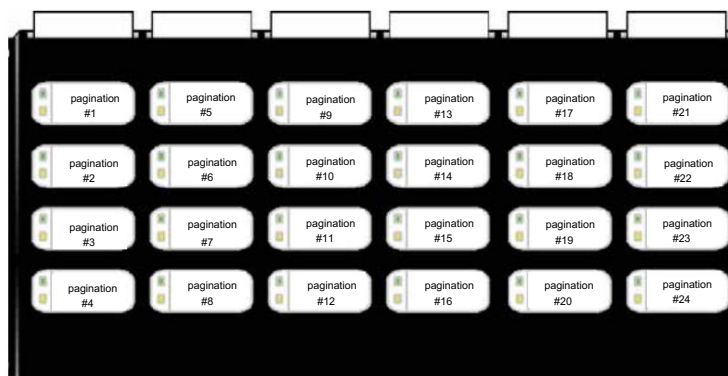 pagination
#1
pagination
#5
pagination
#9
pagination
#13
pagination
#17
pagination
#21
pagination
#2
pagination
#6
pagination
#10
pagination
#14
pagination
#18
pagination
#22
pagination
#3
pagination
#7
pagination
#11
pagination
#15
pagination
#19
pagination
#23
pagination
#4
pagination
#8
pagination
#12
pagination
#16
pagination
#20
pagination
#24